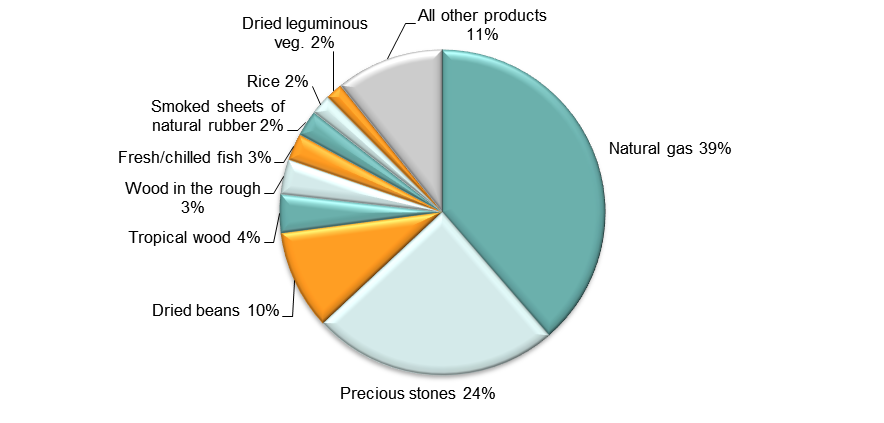 All other products
11%
Dried leguminous
veg. 2%
Rice 2%
Smoked sheets of
natural rubber 2%
Fresh/chilled fish 3%
Wood in the rough
3%
Tropical wood 4%
Dried beans 10%
Precious stones 24%
Natural gas 39%